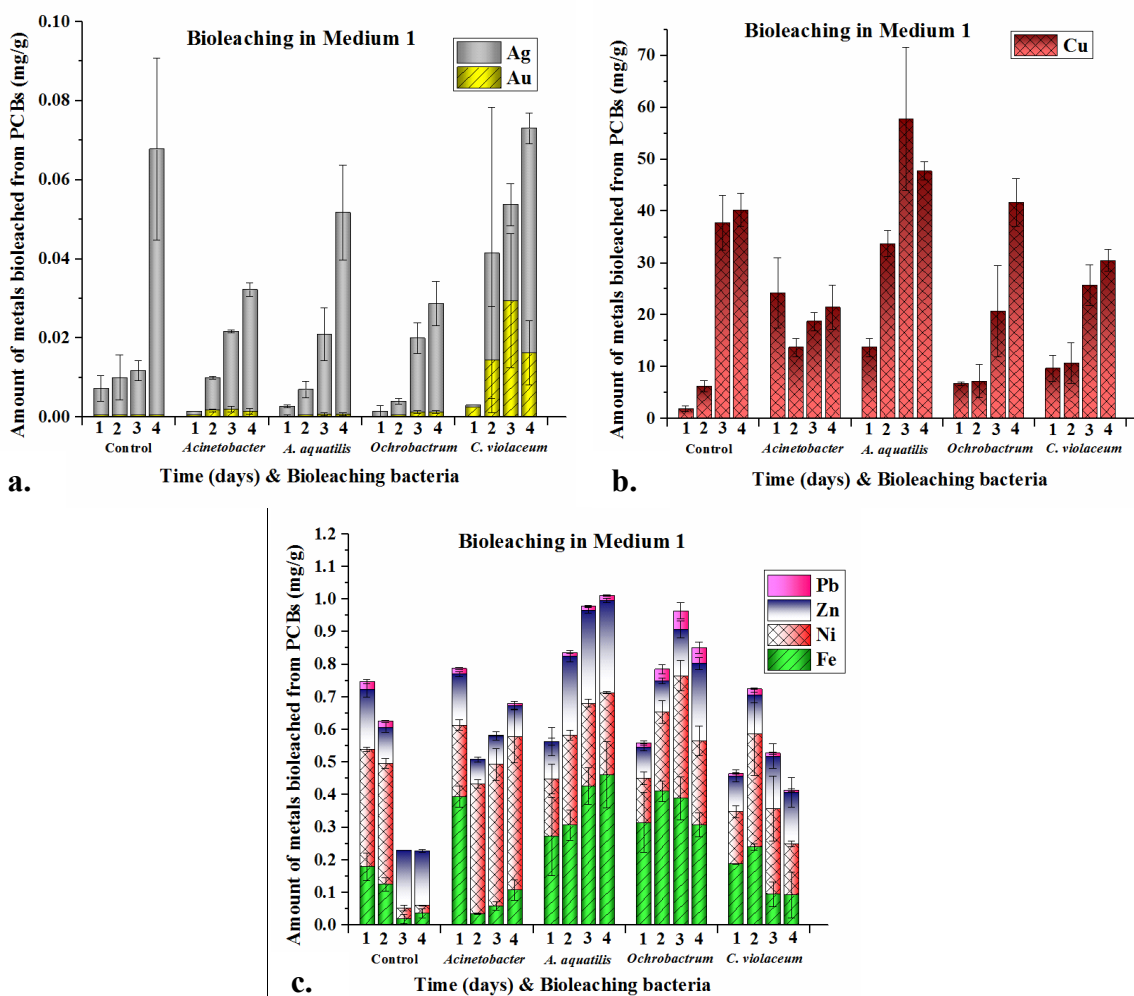 Bioleaching in Medium 1
Ag
Au
Amount of metals bioleached from PCBs (mg/g)
0.10
0.08
0.06
0.04
0.02
0.00
1 2 3 4 1 2 3 4 1 2 3 4 1 2 3 4 1 2 3 4
Control Acinetobacter A. aquatilis Ochrobactrum C. violaceum
Time (days) & Bioleaching bacteria
a.
Bioleaching in Medium 1
Cu
Amount of metals bioleached from PCBs (mg/g)
70
60
50
40
30
20
10
0
1 2 3 4 1 2 3 4 1 2 3 4 1 2 3 4 1 2 3 4
Control Acinetobacter A. aquatilis Ochrobactrum C. violaceum
Time (days) & Bioleaching bacteria
b.
Bioleaching in Medium 1
Pb
Zn
Ni
Fe
Amount of metals bioleached from PCBs (mg/g)
1.2
1.1
1.0
0.9
0.8
0.7
0.6
0.5
0.4
0.3
0.2
0.1
0.0
1 2 3 4 1 2 3 4 1 2 3 4 1 2 3 4 1 2 3 4
Control Acinetobacter A. aquatilis Ochrobactrum C. violaceum
Time (days) & Bioleaching bacteria
c.